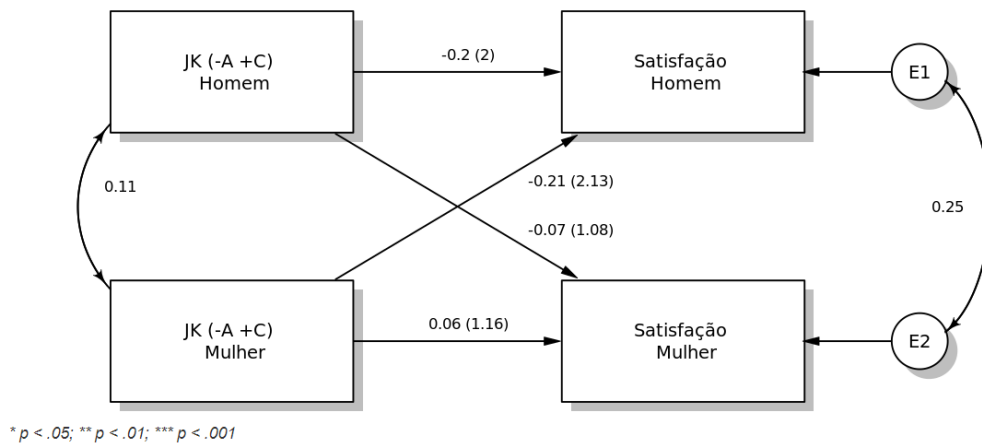 JK (-A +C)
Homem
-0.2 (2)
Satisfação
Homem
E1
0.11
-0.21 (2.13)
-0.07 (1.08)
0.25
JK (-A +C)
Mulher
0.06 (1.16)
Satisfação
Mulher
E2
* p < .05; ** p < .01; *** p < .001